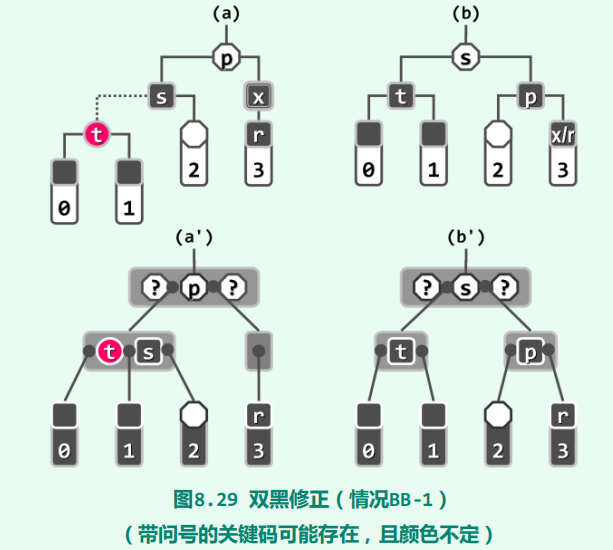 (a) (b)
p s
s x t p
t r x/r
2 3 0 1 2 3
0 1
(a') (b')
? p ? ? s ?
t s t p
r r
0 1 2 3 0 1 2 3
图8.29 双黑修正(情况BB-1)
(带问号的关键码可能存在,且颜色不定)